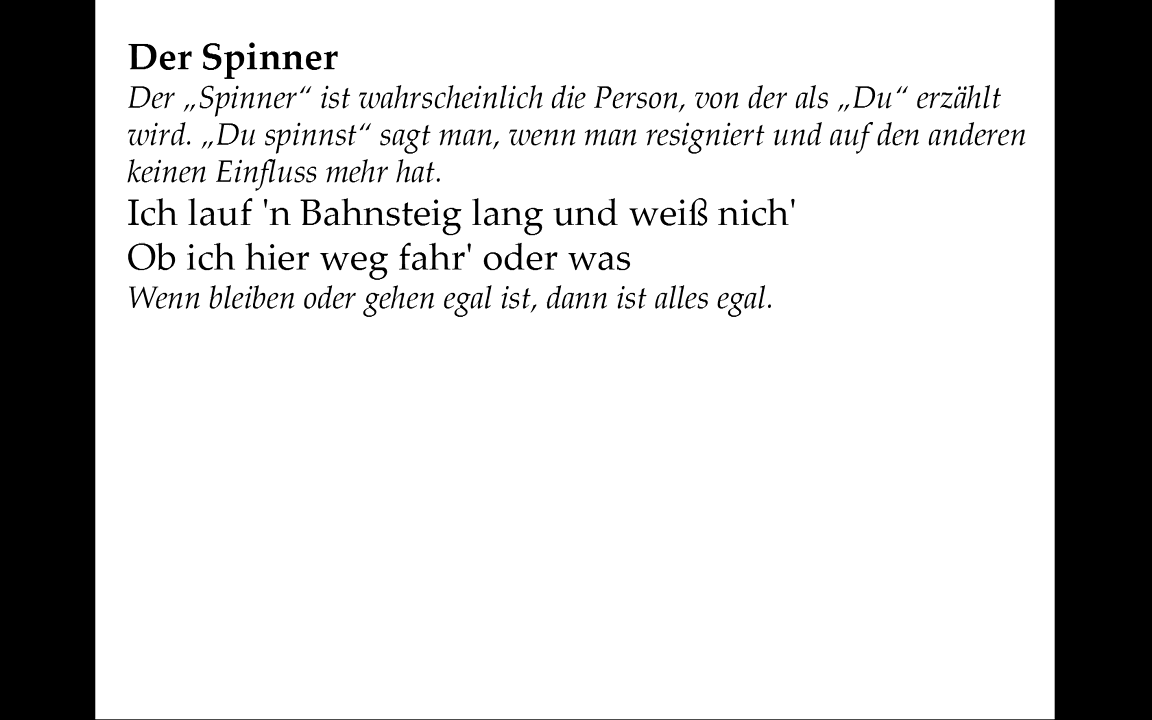 Der Spinner
Der „Spinner“ ist wahrscheinlich die Person, von der als „Du“ erzählt
wird. „Du spinnst“ sagt man, wenn man resigniert und auf den anderen
keinen Einfluss mehr hat.
Ich lauf 'n Bahnsteig lang und weiß nich'
Ob ich hier weg fahr' oder was
Wenn bleiben oder gehen egal ist, dann ist alles egal.